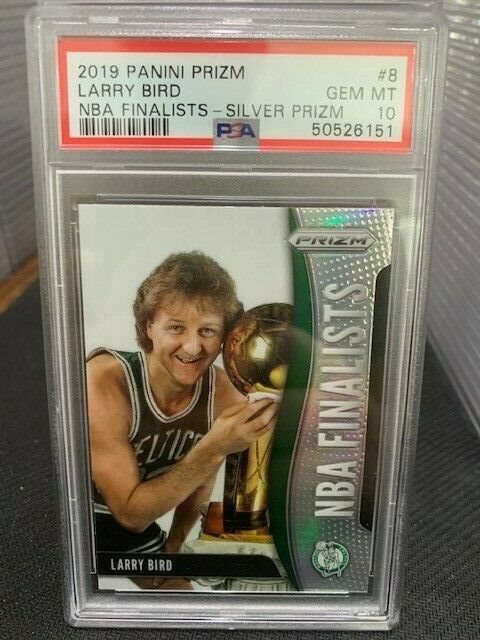 2019 PANINI PRIZM #8
LARRY BIRD GEM MT
NBA FINALISTS-SILVER PRIZM 10
PSA 50526151
PRIZM
NBA FINALISTS
CELTICS
LARRY BIRD